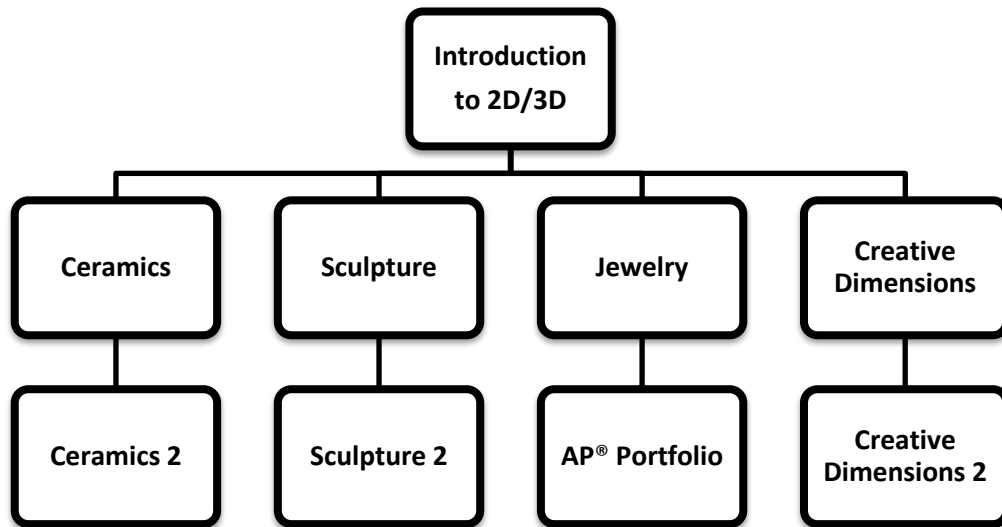 Introduction
to 2D/3D
Ceramics
Sculpture
Jewelry
Creative
Dimensions
Ceramics 2
Sculpture 2
AP® Portfolio
Creative
Dimensions 2